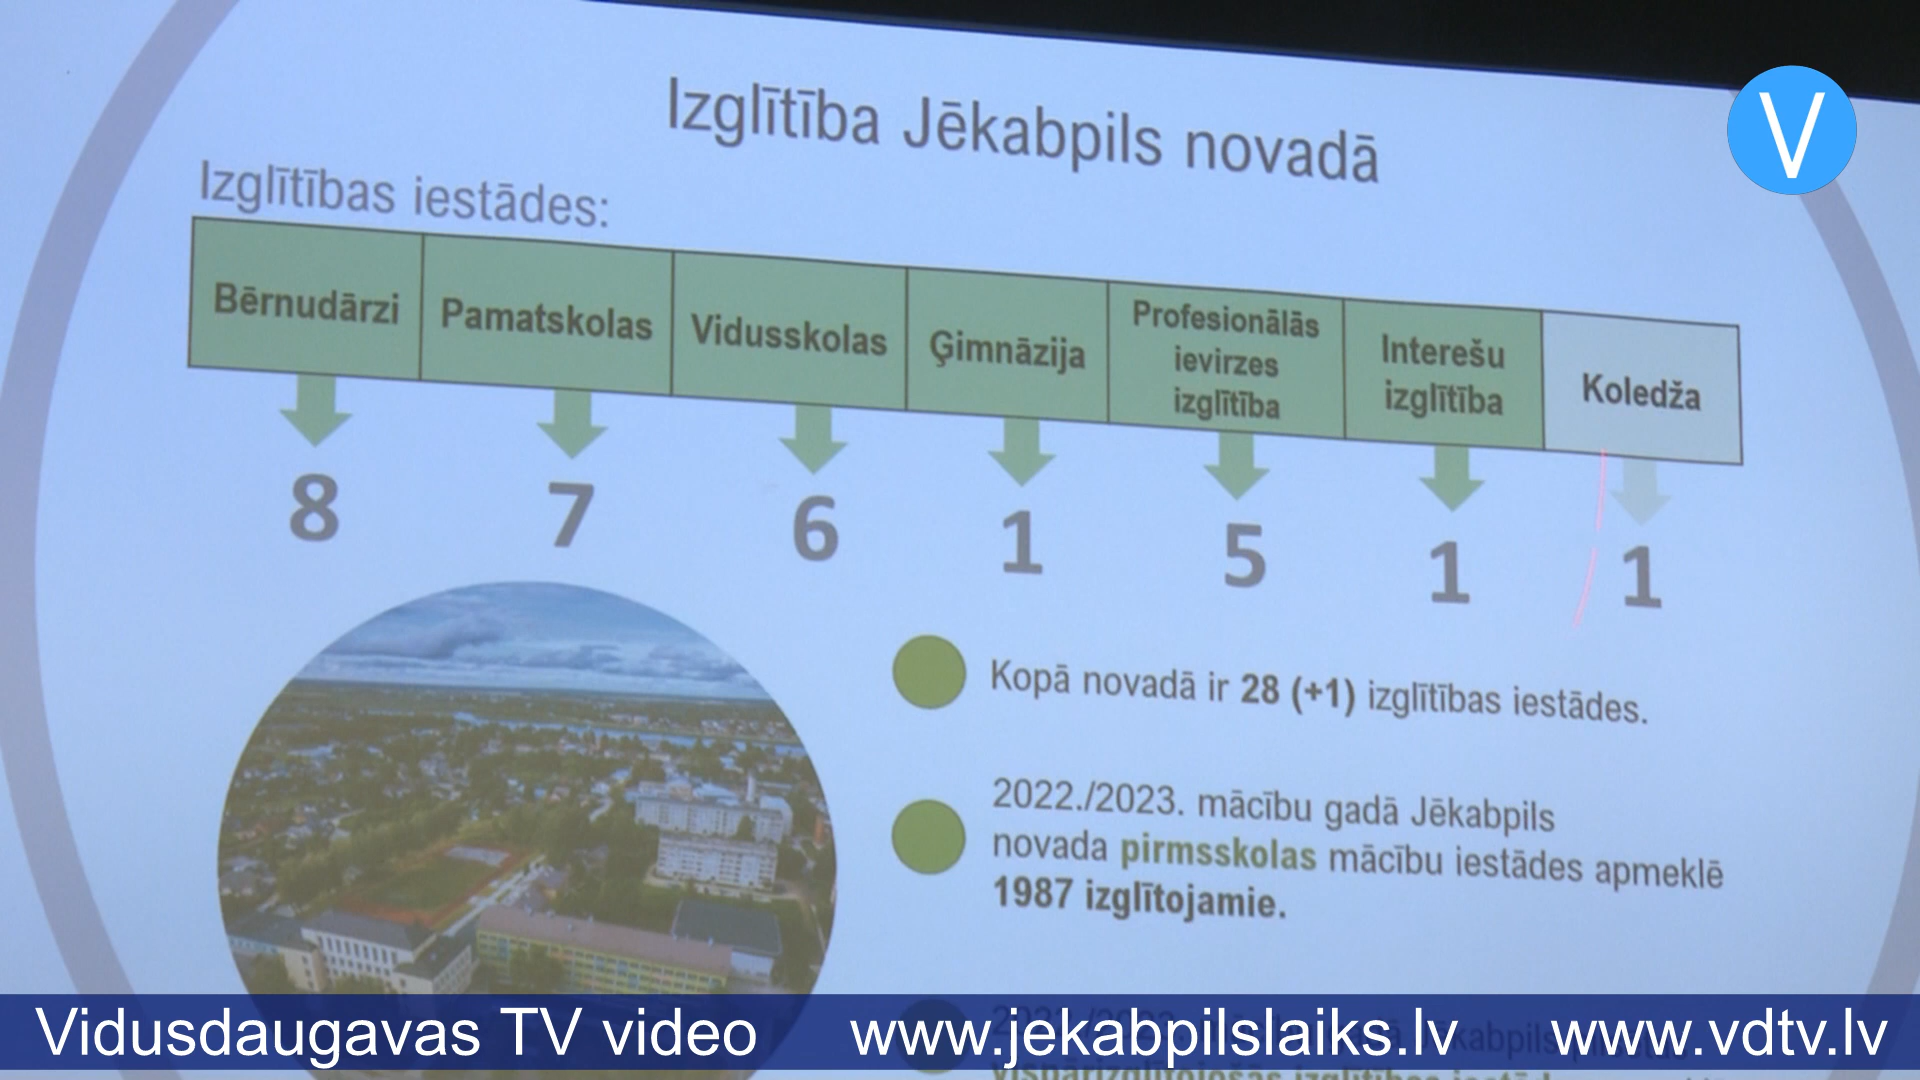 Izglītība Jēkabpils novadā
V
Izglītības iestādes:
Bērnudārzi
Pamatskolas
Vidusskolas
Ģimnāzija
Profesionālās
ievirzes
izglītība
Interešu
izglītība
Koledža
8
7
6
1
5
1
1
Kopā novadā ir 28 (+1) izglītības iestādes.
2022./2023. mācību gadā Jēkabpils
novada pirmsskolas mācību iestādes apmeklē
1987 izglītojamie.
Vidusdaugavas TV video www.jekabpilslaiks.lv www.vdtv.lv